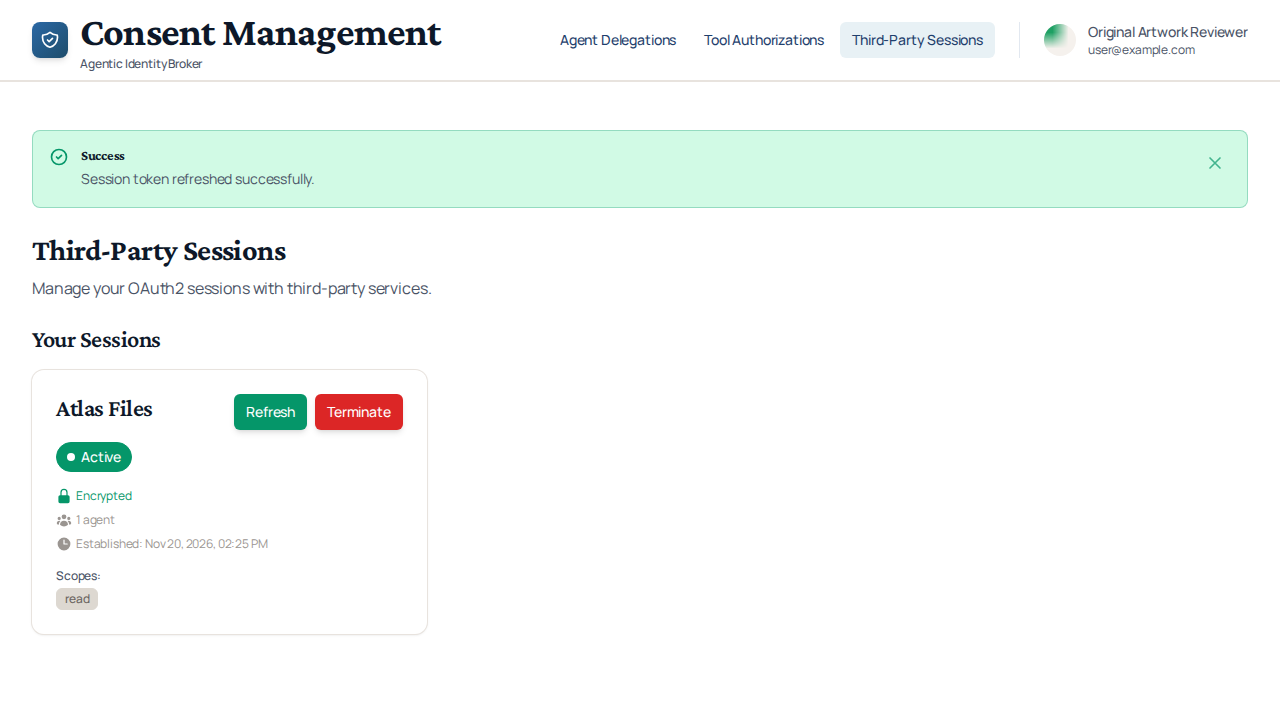 Consent Management
Agentic IdentityBroker
Agent Delegations
Tool Authorizations
Third-Party Sessions
Original Artwork Reviewer
user@example.com
Success
Session token refreshed successfully.
Third-Party Sessions
Manage your OAuth2 sessions with third-party services.
Your Sessions
Atlas Files
Refresh
Terminate
Active
Encrypted
1 agent
Established: Nov 20, 2026, 02:25 PM
Scopes:
read